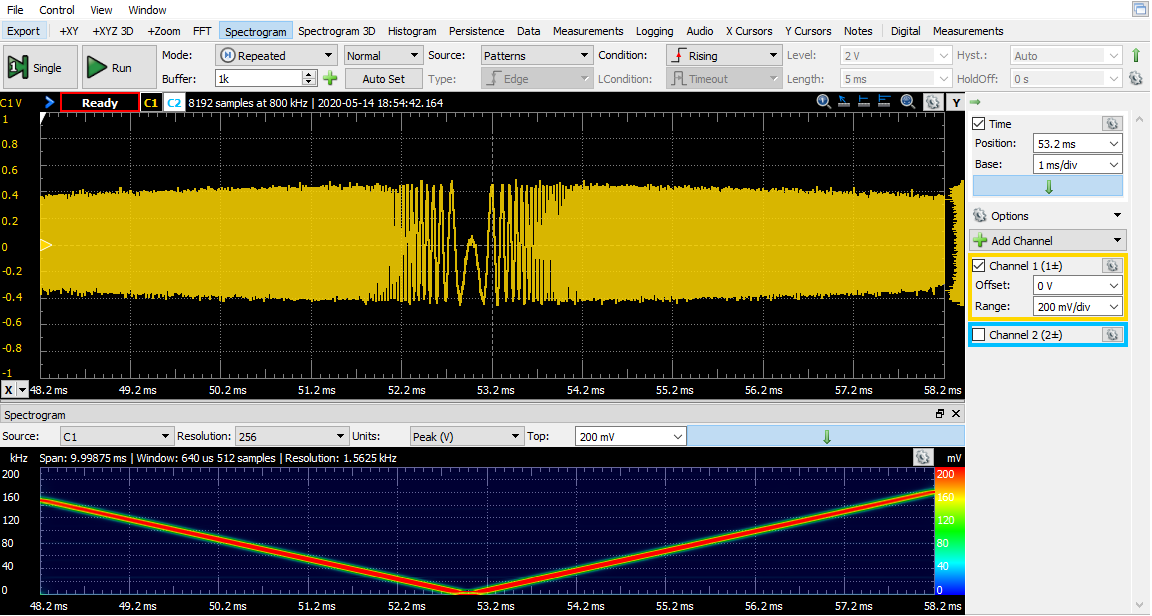 File Control View Window
Export +XY +XYZ 3D +Zoom FFT Spectrogram Spectrogram 3D Histogram Persistence Data Measurements Logging Audio X Cursors Y Cursors Notes Digital Measurements
Single Run Mode: Repeated Normal Source: Patterns Condition: Rising Level: 2 V Hyst.: Auto
Buffer: 1k Auto Set Type: Edge LCondition: Timeout Length: 5 ms HoldOff: 0 s
C1 V Ready C1 C2 8192 samples at 800 kHz | 2020-05-14 18:54:42.164 Y
1
0.8
0.6
0.4
0.2
0
-0.2
-0.4
-0.6
-0.8
-1
X 48.2 ms 49.2 ms 50.2 ms 51.2 ms 52.2 ms 53.2 ms 54.2 ms 55.2 ms 56.2 ms 57.2 ms 58.2 ms
Time
Position: 53.2 ms
Base: 1 ms/div
Options
Add Channel
Channel 1 (1±)
Offset: 0 V
Range: 200 mV/div
Channel 2 (2±)
Spectrogram
Source: C1 Resolution: 256 Units: Peak (V) Top: 200 mV
kHz Span: 9.99875 ms | Window: 640 us 512 samples | Resolution: 1.5625 kHz mV
200 200
160 160
120 120
80 80
40 40
0 0
48.2 ms 49.2 ms 50.2 ms 51.2 ms 52.2 ms 53.2 ms 54.2 ms 55.2 ms 56.2 ms 57.2 ms 58.2 ms